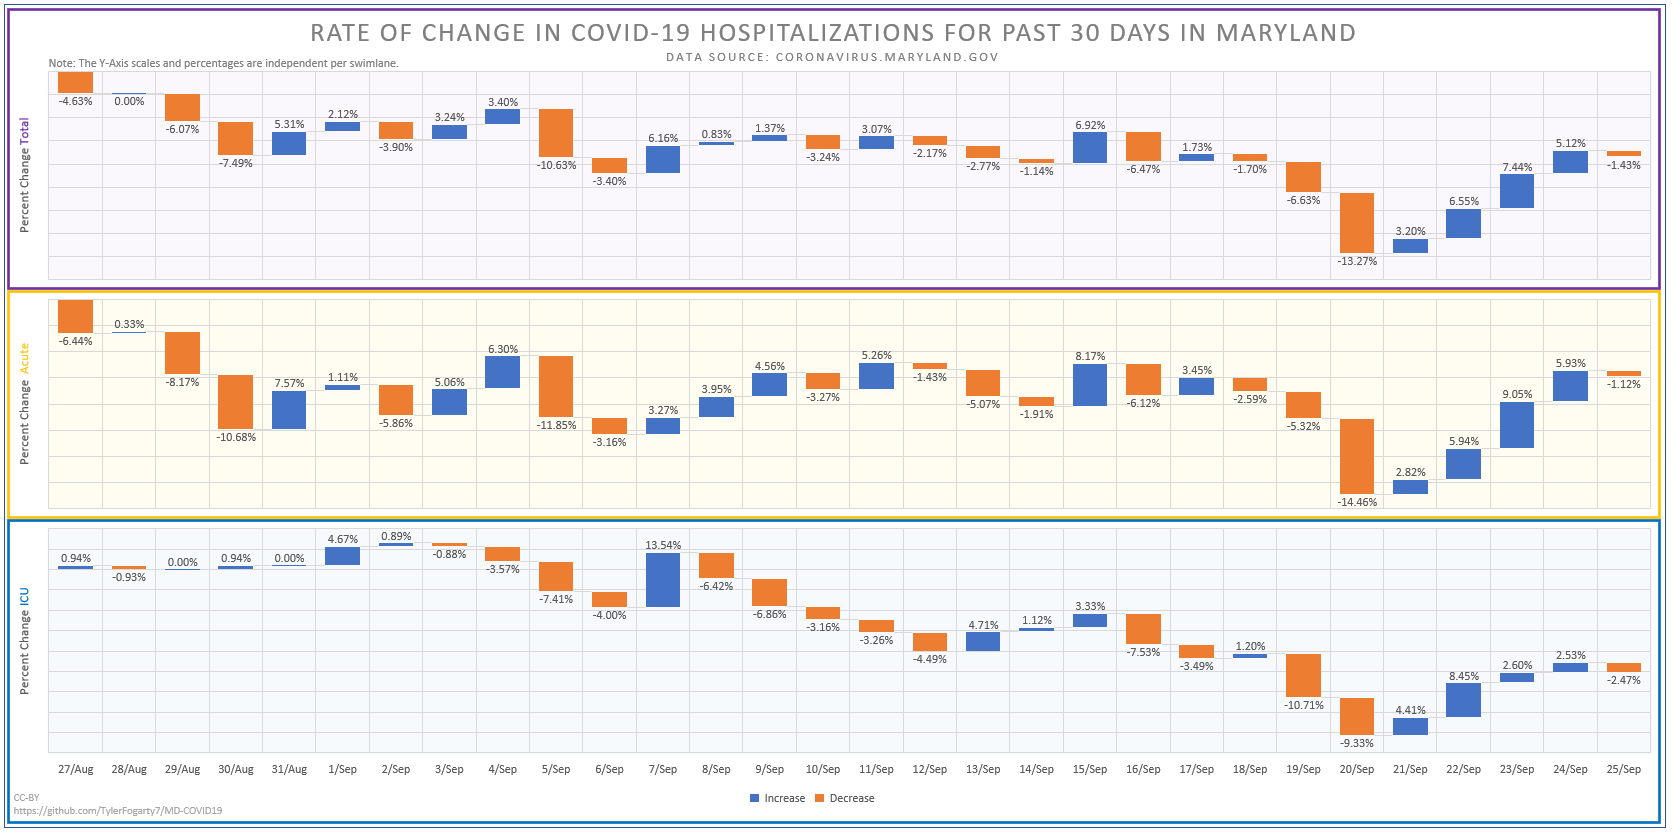 RATE OF CHANGE IN COVID-19 HOSPITALIZATIONS FOR PAST 30 DAYS IN MARYLAND
DATA SOURCE: CORONAVIRUS.MARYLAND.GOV
Note: The Y-Axis scales and percentages are independent per swimlane.
Percent Change Total
-4.63% 0.00% -6.07% -7.49% 5.31% 2.12% -3.90% 3.24% 3.40% -10.63% -3.40% 6.16% 0.83% 1.37% -3.24% 3.07% -2.17% -2.77% -1.14% 6.92% -6.47% 1.73% -1.70% -6.63% -13.27% 3.20% 6.55% 7.44% 5.12% -1.43%
Percent Change Acute
-6.44% 0.33% -8.17% -10.68% 7.57% 1.11% -5.86% 5.06% 6.30% -11.85% -3.16% 3.27% 3.95% 4.56% -3.27% 5.26% -1.43% -5.07% -1.91% 8.17% -6.12% 3.45% -2.59% -5.32% -14.46% 2.82% 5.94% 9.05% 5.93% -1.12%
Percent Change ICU
0.94% -0.93% 0.00% 0.94% 0.00% 4.67% 0.89% -0.88% -3.57% -7.41% -4.00% 13.54% -6.42% -6.86% -3.16% -3.26% -4.49% 4.71% 1.12% 3.33% -7.53% -3.49% 1.20% -10.71% -9.33% 4.41% 8.45% 2.60% 2.53% -2.47%
27/Aug 28/Aug 29/Aug 30/Aug 31/Aug 1/Sep 2/Sep 3/Sep 4/Sep 5/Sep 6/Sep 7/Sep 8/Sep 9/Sep 10/Sep 11/Sep 12/Sep 13/Sep 14/Sep 15/Sep 16/Sep 17/Sep 18/Sep 19/Sep 20/Sep 21/Sep 22/Sep 23/Sep 24/Sep 25/Sep
Increase Decrease
CC-BY
https://github.com/TylerFogarty7/MD-COVID19